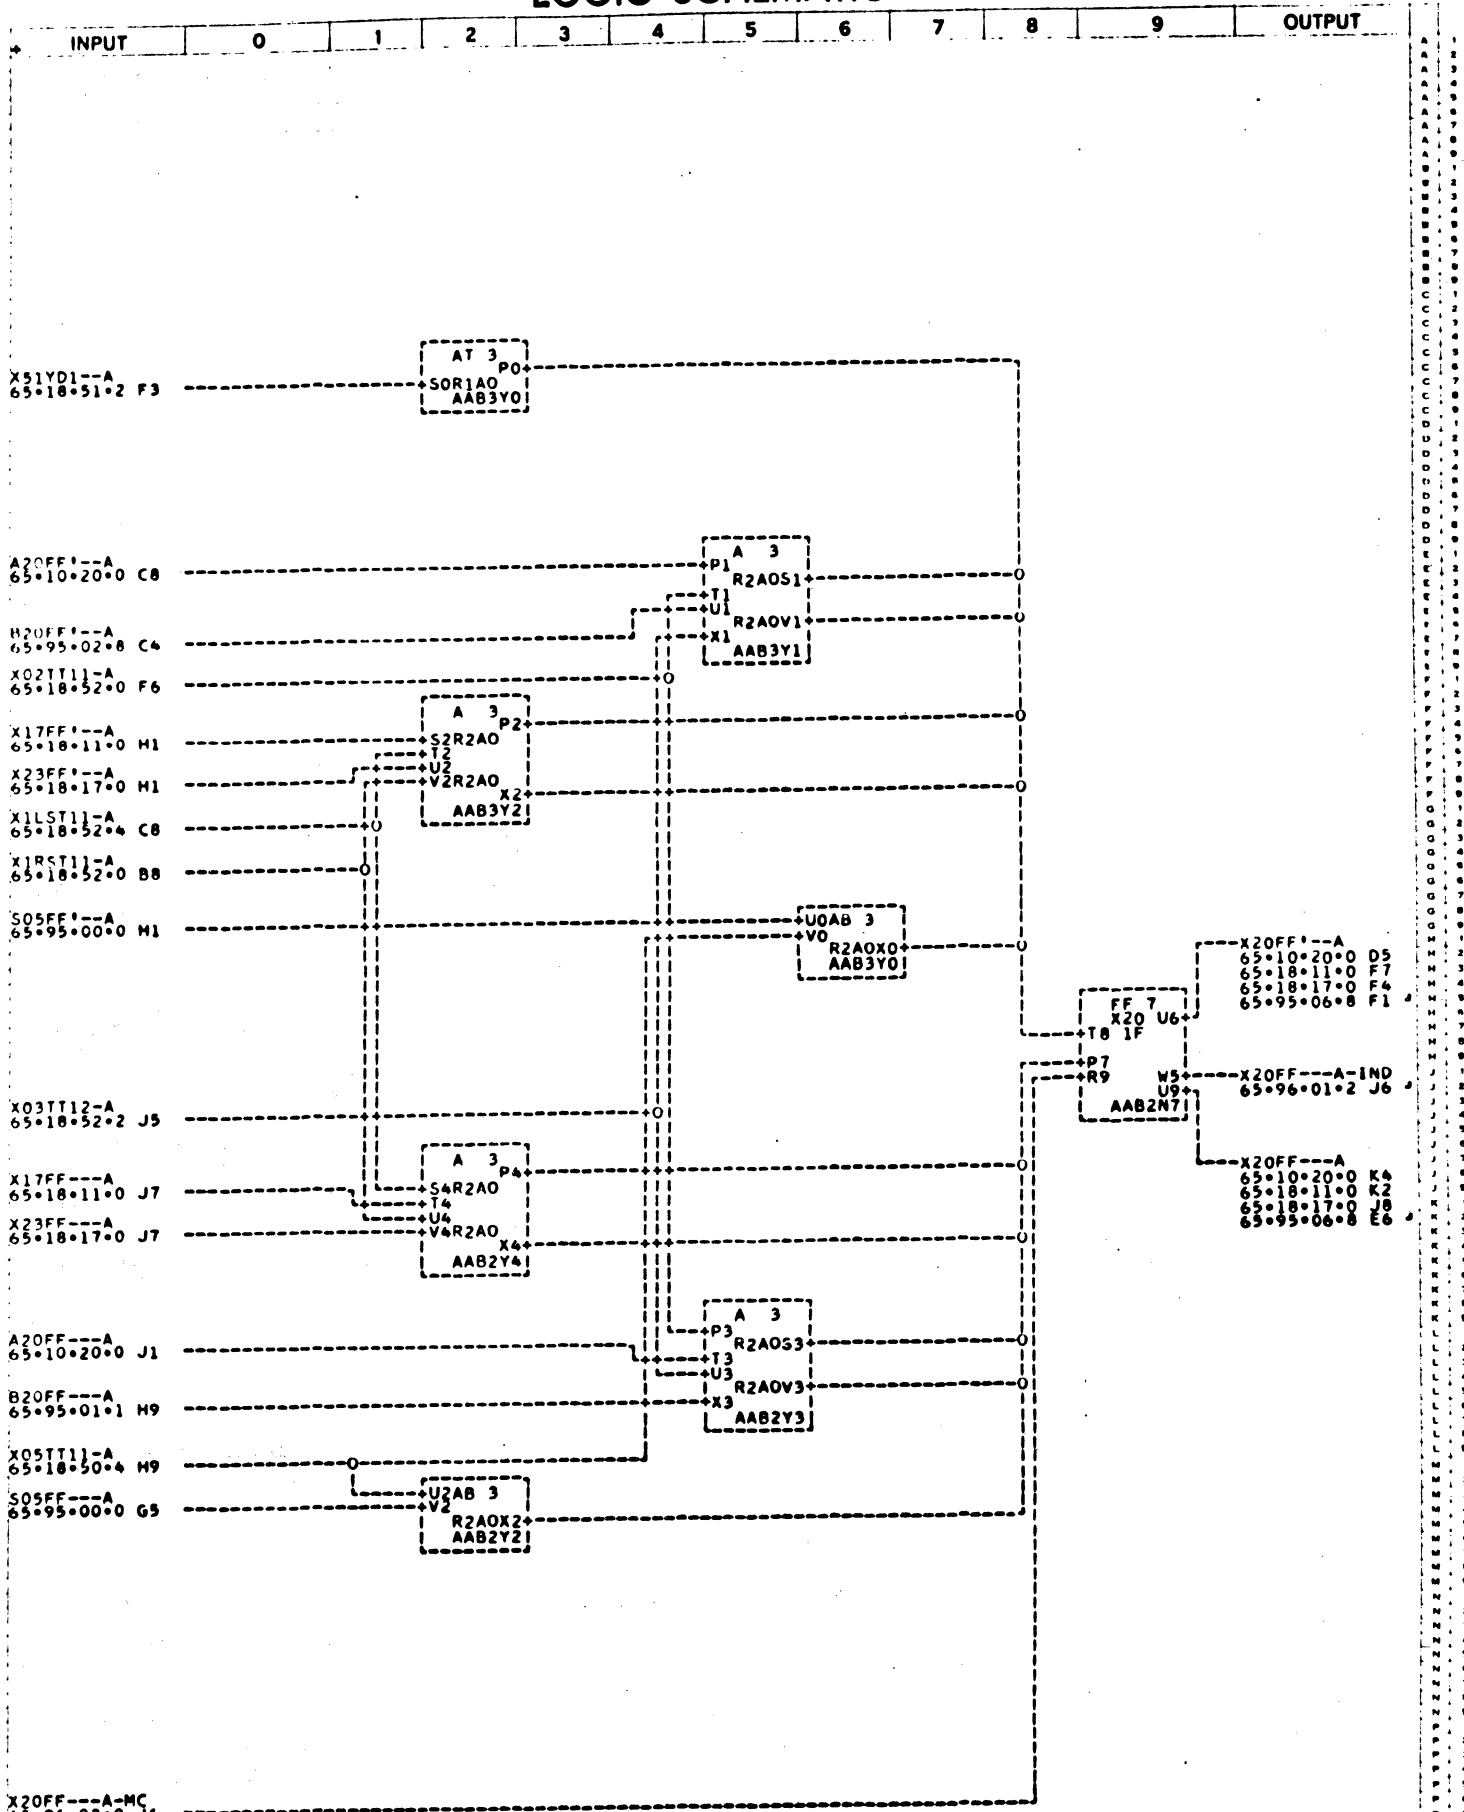 INPUT 0 1 2 3 4 5 6 7 8 9 OUTPUT
AT 3
P0
X51YD1--A
65•18•51•2 F3
S0R1A0
AAB3Y0
A20FF'--A
65•10•20•0 C8
A 3
P1
R2A0S1
T1
U1
R2A0V1
X1
AAB3Y1
B20FF'--A
65•95•02•8 C4
X02TT11-A
65•18•52•0 F6
X17FF'--A
65•18•11•0 H1
X23FF'--A
65•18•17•0 H1
X1LST11-A
65•18•52•4 C8
X1RST11-A
65•18•52•0 B8
A 3
P2
S2R2A0
T2
U2
V2R2A0
X2
AAB3Y2
S05FF'--A
65•95•00•0 H1
U0AB 3
V0
R2A0X0
AAB3Y0
FF 7
X20 U6
T8 1F
P7
R9 W5
U9
AAB2N7
X20FF'--A
65•10•20•0 D5
65•18•11•0 F7
65•18•17•0 F4
65•95•06•8 F1
X20FF---A-IND
65•96•01•2 J6
X20FF---A
65•10•20•0 K4
65•18•11•0 K2
65•18•17•0 J8
65•95•06•8 E6
X03TT12-A
65•18•52•2 J5
X17FF---A
65•18•11•0 J7
X23FF---A
65•18•17•0 J7
A 3
P4
S4R2A0
T4
U4
V4R2A0
X4
AAB2Y4
A20FF---A
65•10•20•0 J1
B20FF---A
65•95•01•1 H9
A 3
P3
R2A0S3
T3
U3
R2A0V3
X3
AAB2Y3
X05TT11-A
65•18•50•4 H9
S05FF---A
65•95•00•0 G5
U2AB 3
V2
R2A0X2
AAB2Y2
X20FF---A-MC